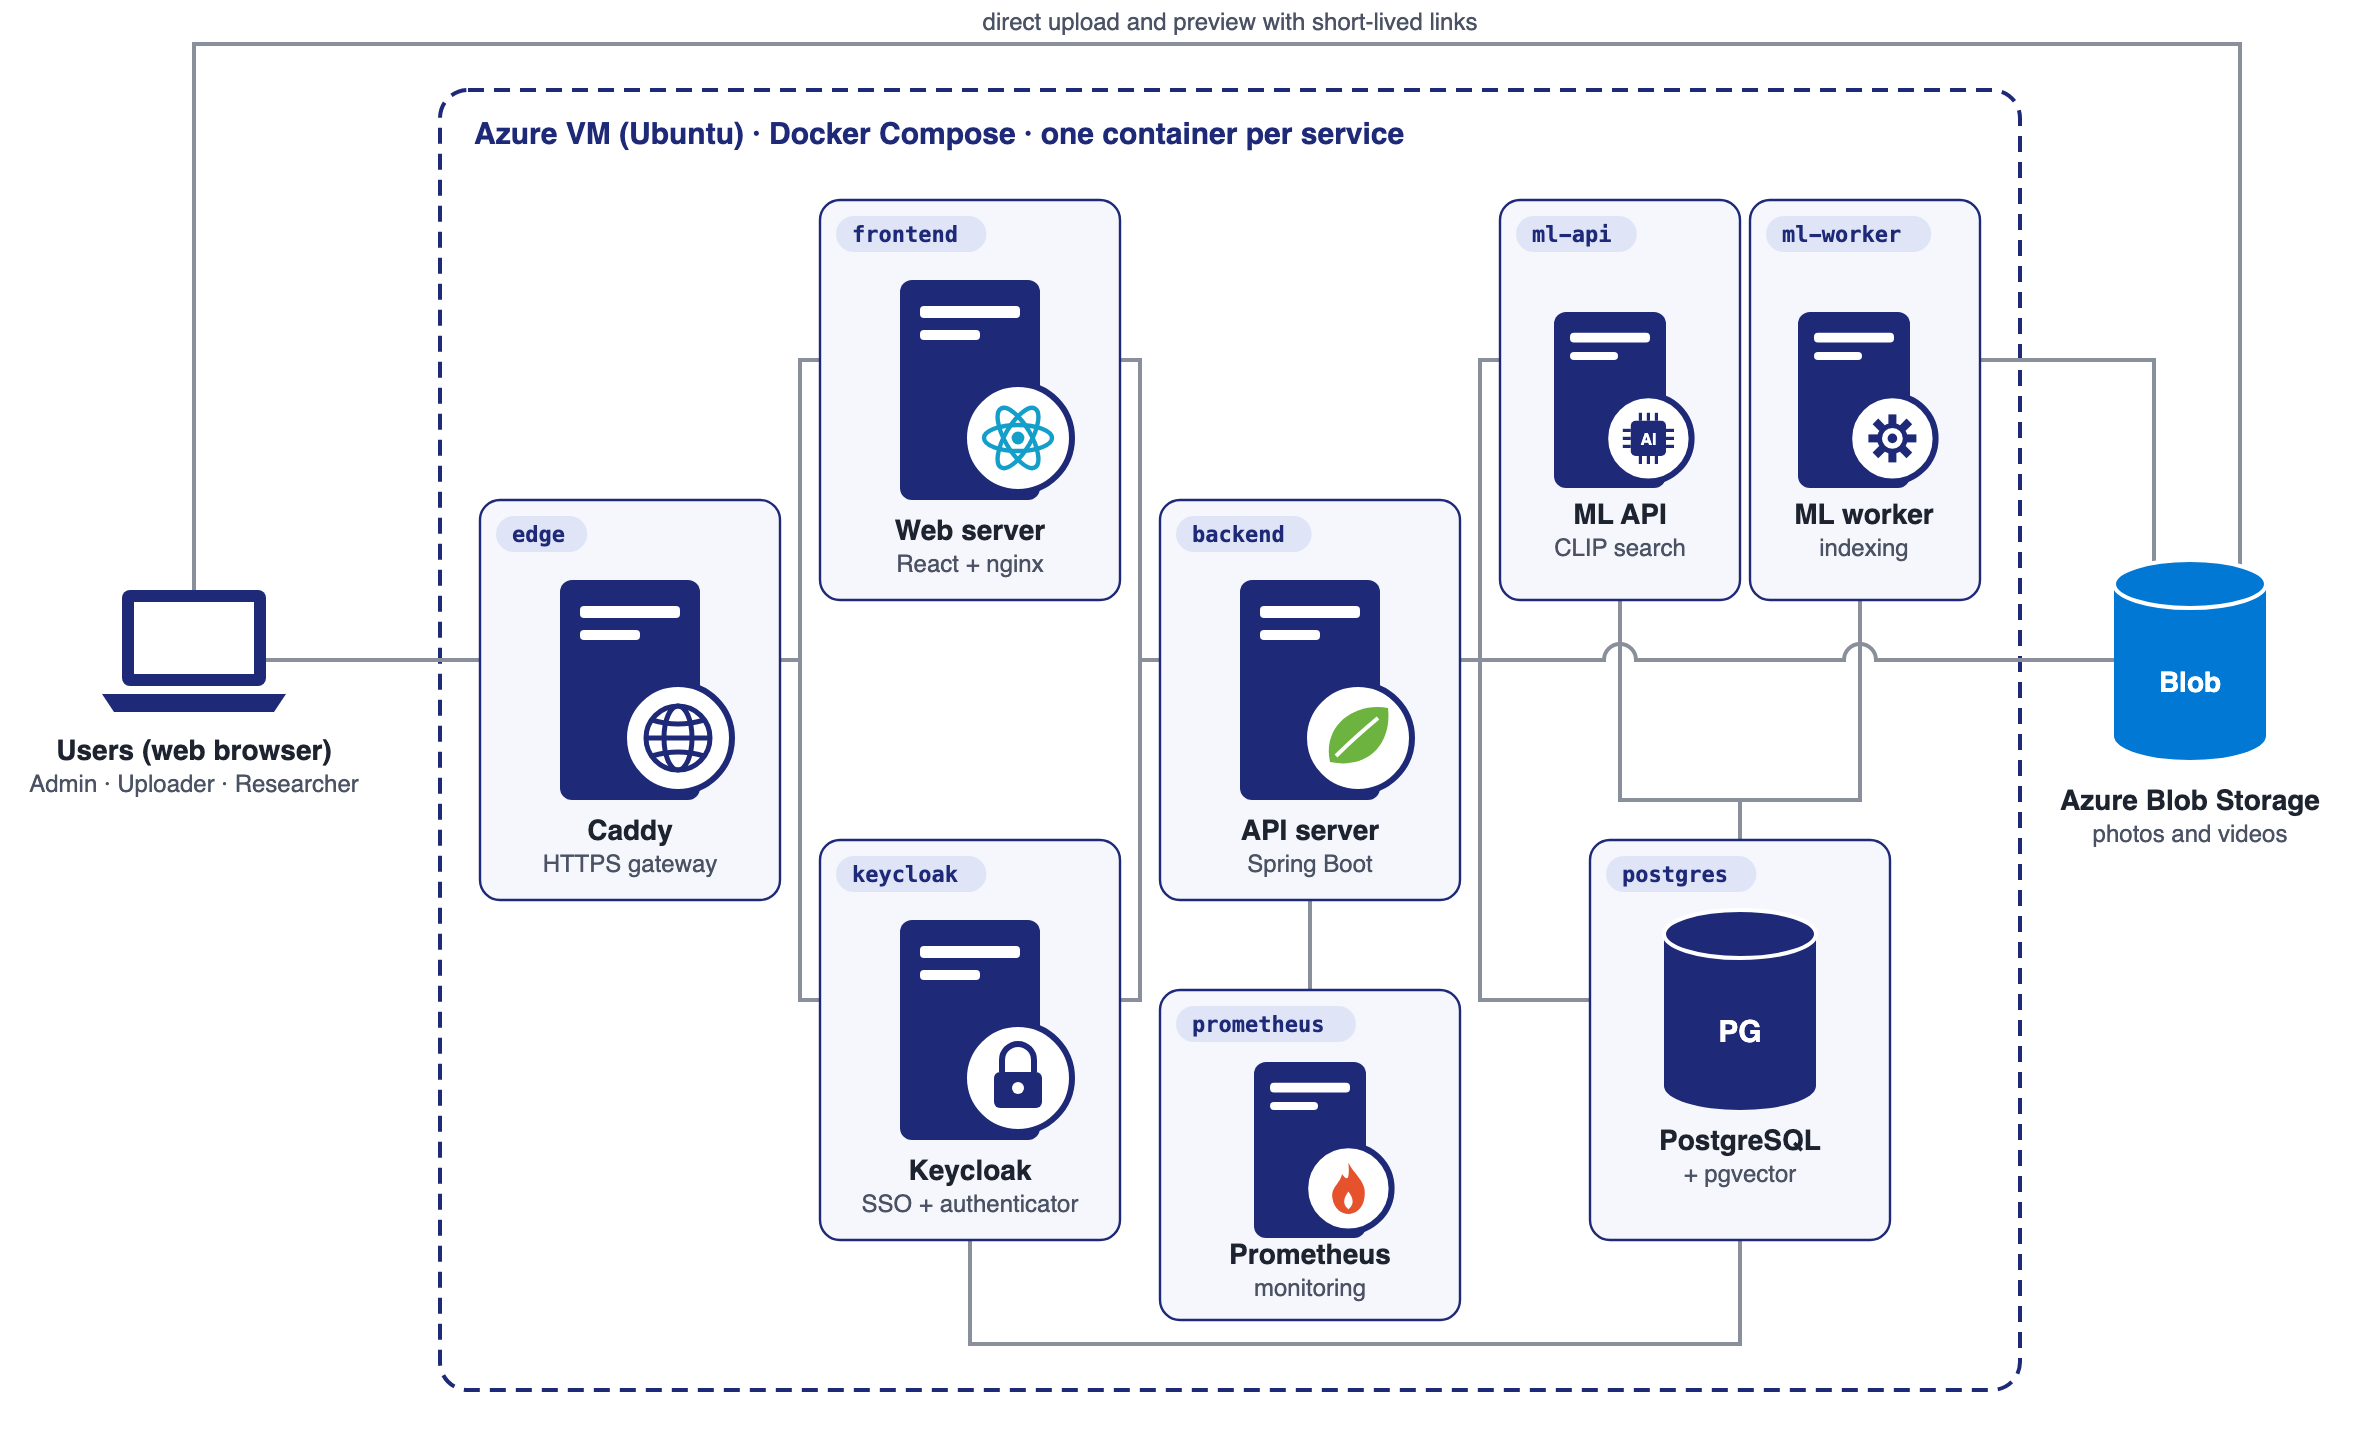 direct upload and preview with short-lived links
Azure VM (Ubuntu) · Docker Compose · one container per service
frontend
Web server
React + nginx
ml-api
AI
ML API
CLIP search
ml-worker
ML worker
indexing
edge
Caddy
HTTPS gateway
backend
API server
Spring Boot
Users (web browser)
Admin · Uploader · Researcher
Blob
Azure Blob Storage
photos and videos
keycloak
Keycloak
SSO + authenticator
prometheus
Prometheus
monitoring
postgres
PG
PostgreSQL
+ pgvector